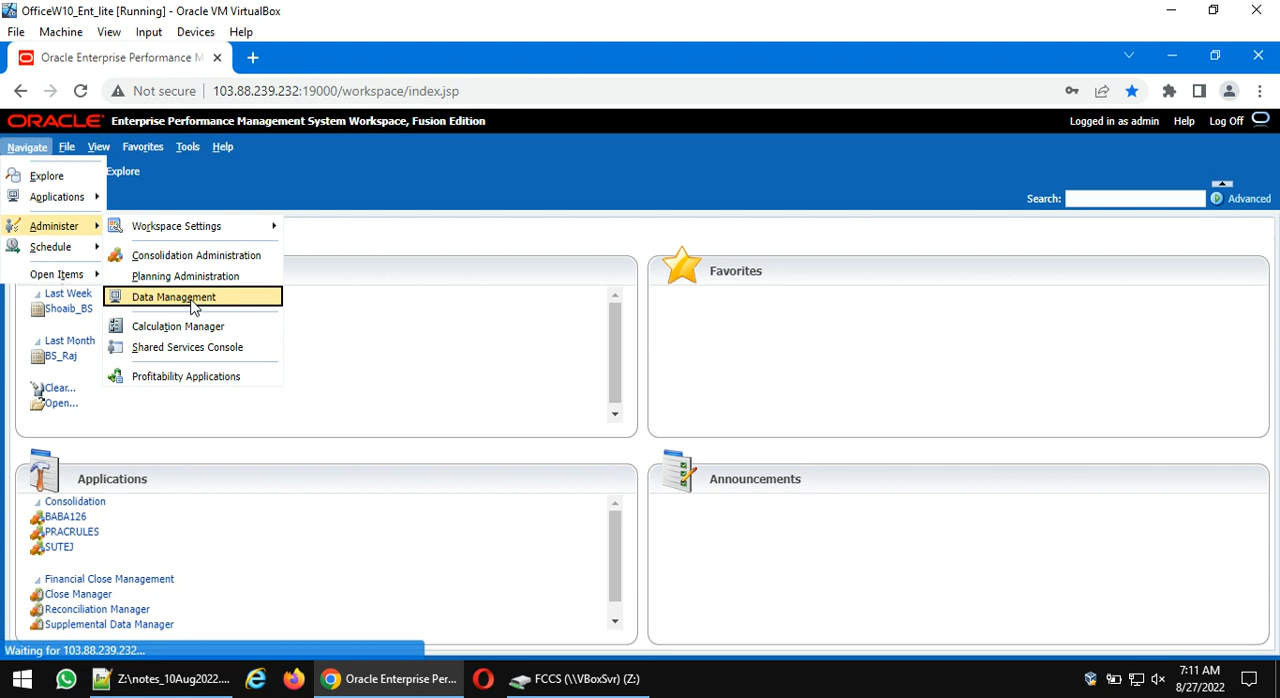 OfficeW10_Ent_lite [Running] - Oracle VM VirtualBox
File Machine View Input Devices Help
Oracle Enterprise Performance M
Not secure 103.88.239.232:19000/workspace/index.jsp
ORACLE Enterprise Performance Management System Workspace, Fusion Edition Logged in as admin Help Log Off
Navigate File View Favorites Tools Help
Explore Explore
Applications
Search: Advanced
Administer Workspace Settings
Schedule
Consolidation Administration
Open Items Planning Administration
Favorites
Last Week Data Management
Shoaib_BS
Calculation Manager
Last Month Shared Services Console
BS_Raj
Profitability Applications
Clear...
Open...
Applications Announcements
Consolidation
BABA126
PRACRULES
SUTEJ
Financial Close Management
Close Manager
Reconciliation Manager
Supplemental Data Manager
Waiting for 103.88.239.232...
Z:\notes_10Aug2022.... Oracle Enterprise Per... FCCS (\\VBoxSvr) (Z:) 7:11 AM
8/27/2022